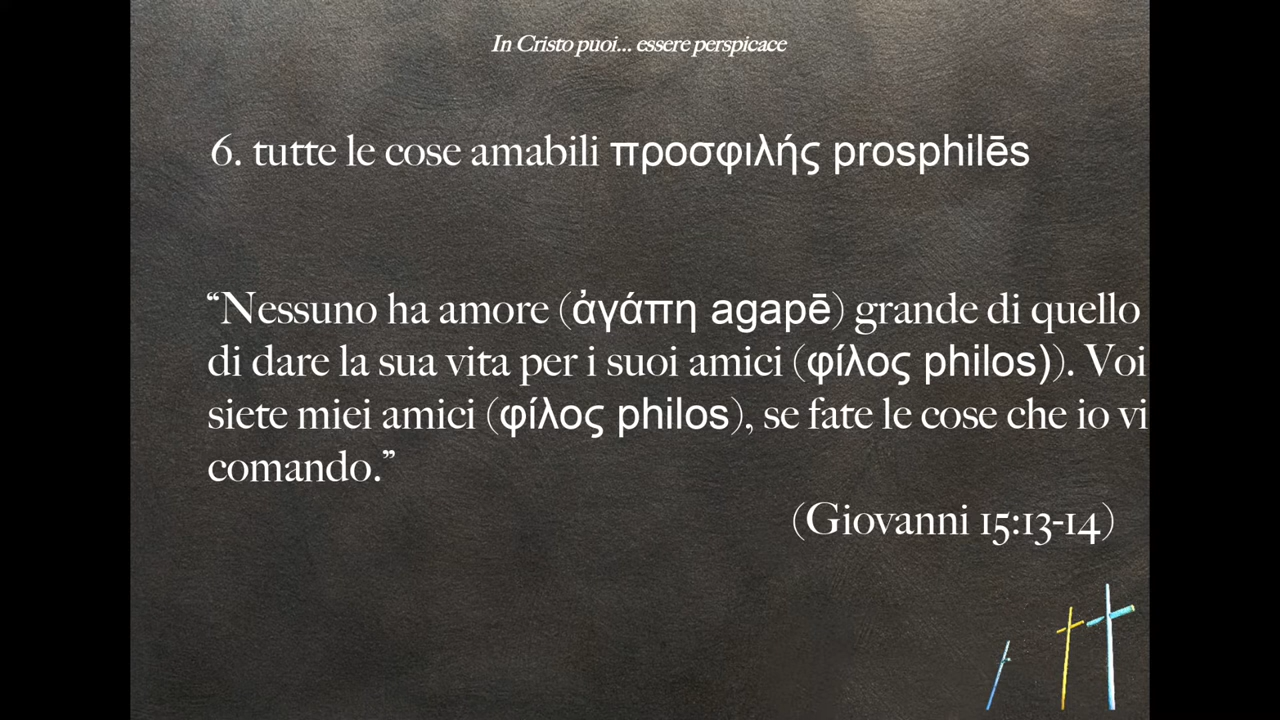 In Cristo puoi... essere perspicace
6. tutte le cose amabili προσφιλής prosphilēs
“Nessuno ha amore (ἀγάπη agapē) grande di quello
di dare la sua vita per i suoi amici (φίλος philos)). Voi
siete miei amici (φίλος philos), se fate le cose che io vi
comando.”
(Giovanni 15:13-14)